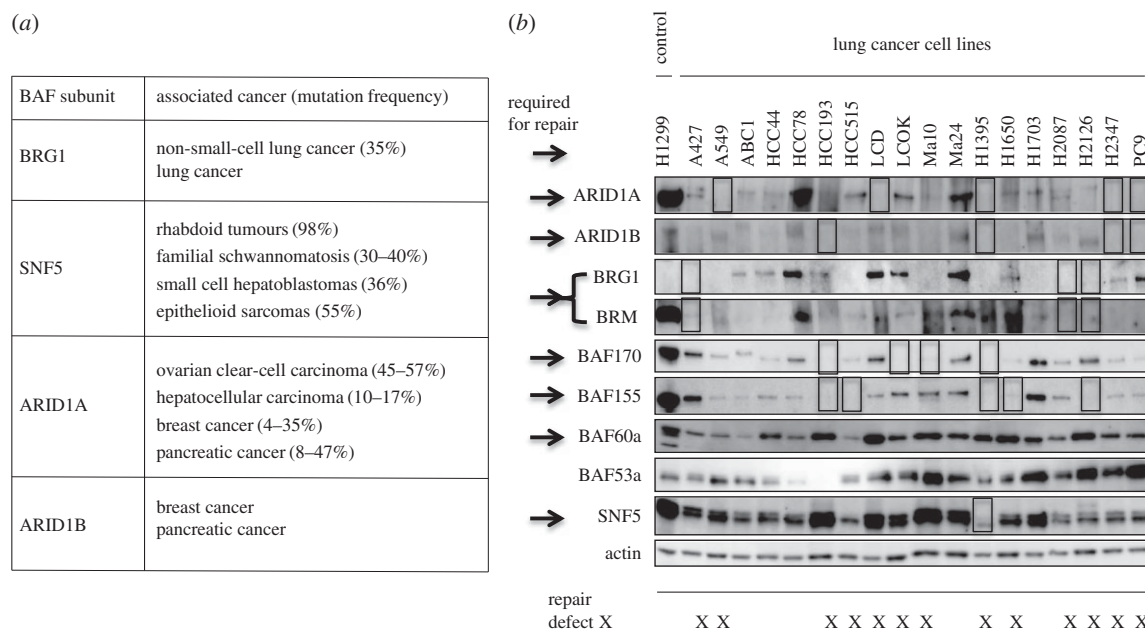 (a)
BAF subunit
associated cancer (mutation frequency)
BRG1
non-small-cell lung cancer (35%)
lung cancer
SNF5
rhabdoid tumours (98%)
familial schwannomatosis (30–40%)
small cell hepatoblastomas (36%)
epithelioid sarcomas (55%)
ARID1A
ovarian clear-cell carcinoma (45–57%)
hepatocellular carcinoma (10–17%)
breast cancer (4–35%)
pancreatic cancer (8–47%)
ARID1B
breast cancer
pancreatic cancer
(b)
control
lung cancer cell lines
required
for repair
H1299
A427
A549
ABC1
HCC44
HCC78
HCC193
HCC515
LCD
LCOK
Ma10
Ma24
H1395
H1650
H1703
H2087
H2126
H2347
PC9
ARID1A
ARID1B
BRG1
BRM
BAF170
BAF155
BAF60a
BAF53a
SNF5
actin
repair
defect X X X X X X X X X X X X X X